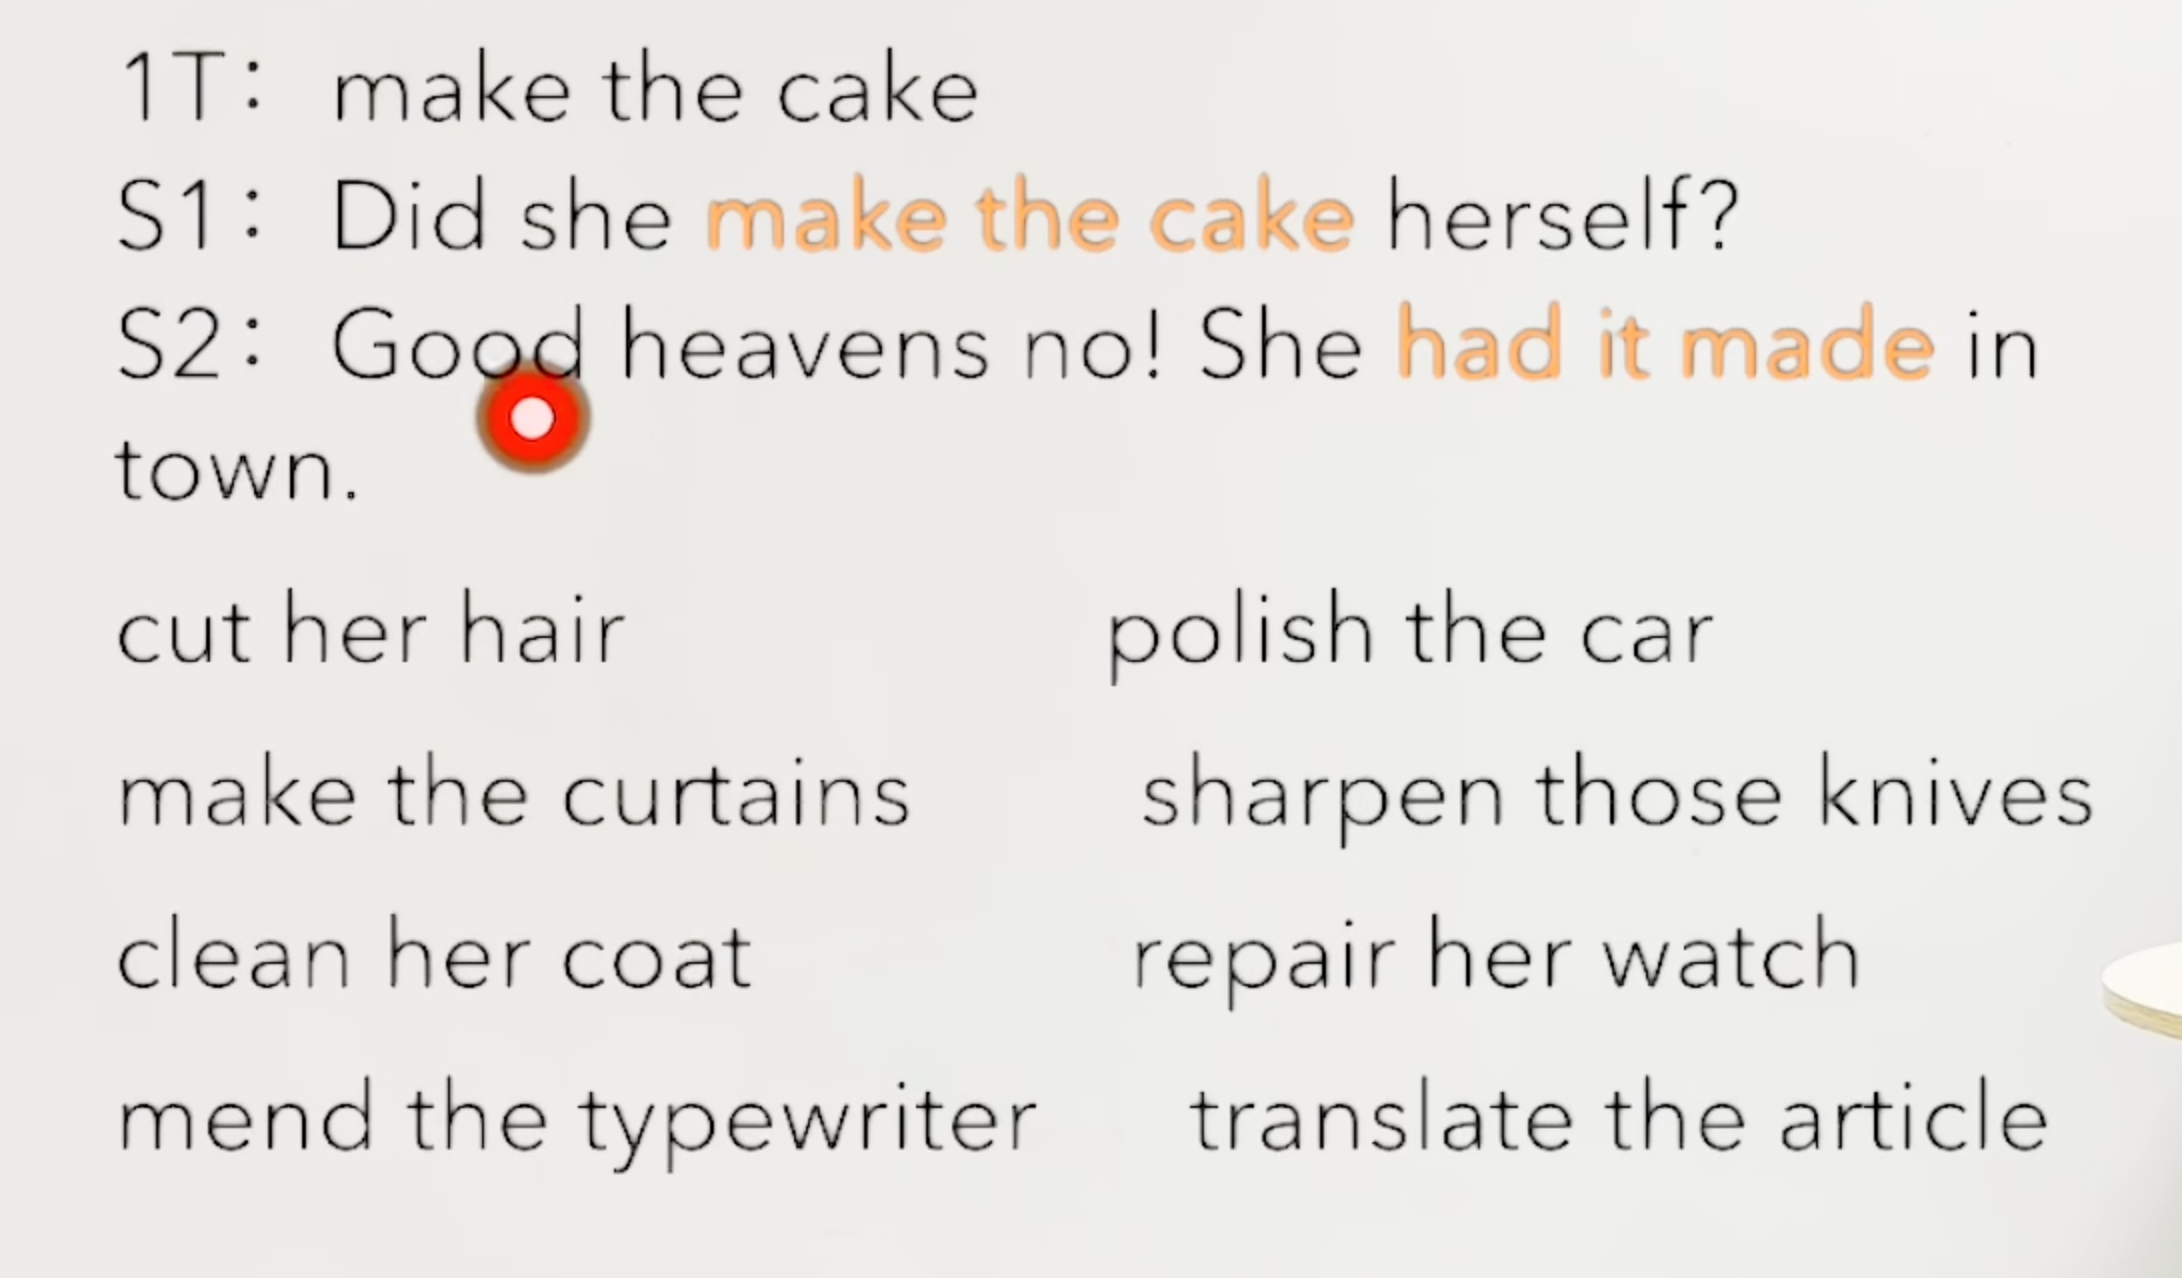 1T: make the cake
S1: Did she make the cake herself?
S2: Good heavens no! She had it made in
town.
cut her hair polish the car
make the curtains sharpen those knives
clean her coat repair her watch
mend the typewriter translate the article